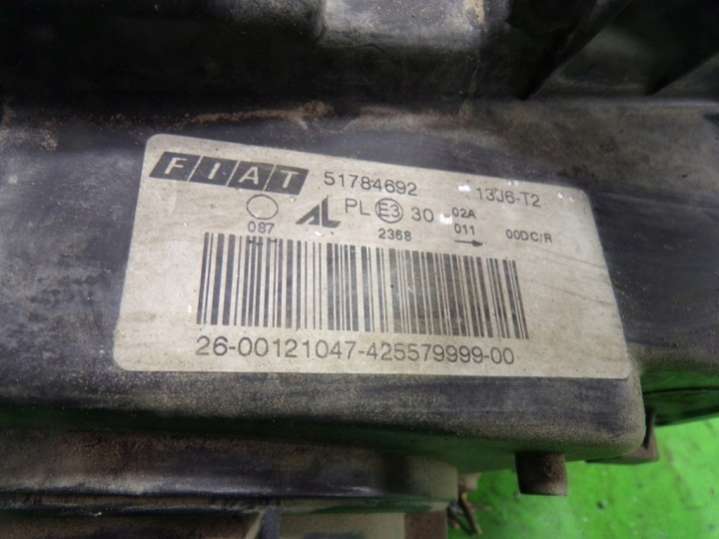 FIAT 51784692 13J6-T2
AL PL E3 30 02A 011 00DC/R
087 2368
26-00121047-425579999-00